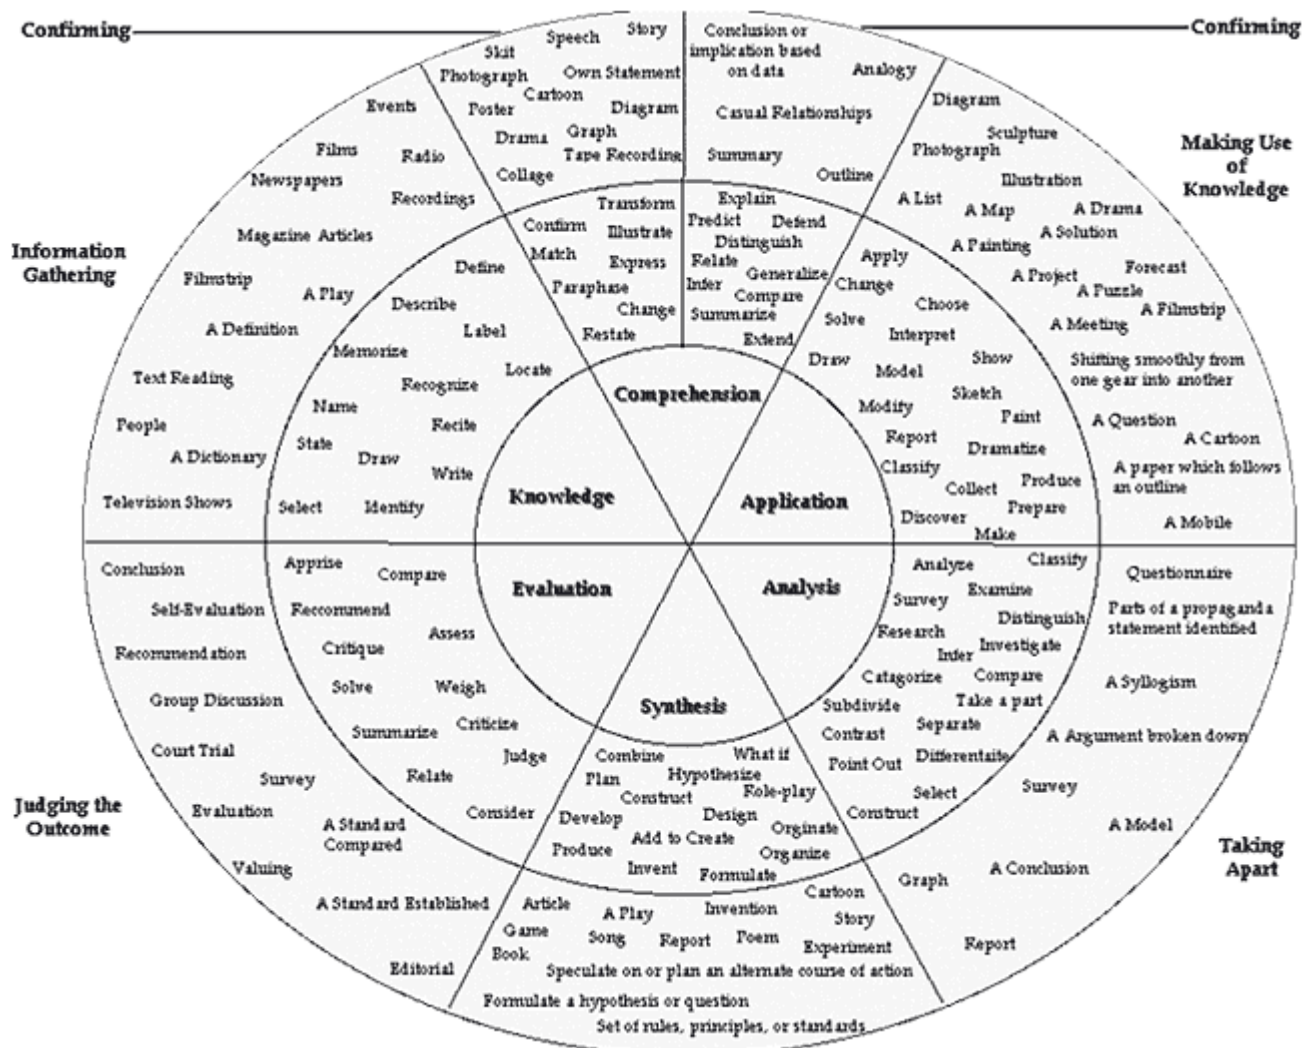 Confirming
Confirming
Story
Speech
Skit
Photograph
Own Statement
Cartoon
Poster
Diagram
Drama
Graph
Tape Recording
Collage
Conclusion or
implication based
on data
Analogy
Casual Relationships
Summary
Outline
Making Use
of
Knowledge
Diagram
Sculpture
Photograph
Illustration
A List
A Map
A Drama
A Solution
A Painting
A Project
Forecast
A Puzzle
A Filmstrip
A Meeting
Shifting smoothly from
one gear into another
A Question
A Cartoon
A paper which follows
an outline
A Mobile
Information
Gathering
Events
Films
Radio
Newspapers
Recordings
Magazine Articles
Filmstrip
A Play
A Definition
Text Reading
People
A Dictionary
Television Shows
Define
Describe
Label
Memorize
Locate
Recognize
Name
Recite
State
Draw
Write
Select
Identify
Transform
Confirm
Illustrate
Match
Express
Paraphase
Change
Restate
Explain
Predict
Defend
Distinguish
Relate
Generalize
Infer
Compare
Summarize
Extend
Apply
Change
Choose
Solve
Interpret
Draw
Show
Model
Sketch
Modify
Paint
Report
Dramatize
Classify
Collect
Produce
Discover
Prepare
Make
Comprehension
Knowledge
Application
Evaluation
Analysis
Synthesis
Judging the
Outcome
Conclusion
Self-Evaluation
Recommendation
Group Discussion
Court Trial
Survey
Evaluation
A Standard
Compared
Valuing
A Standard Established
Editorial
Apprise
Compare
Reccommend
Assess
Critique
Solve
Weigh
Criticize
Summarize
Judge
Relate
Consider
Combine
What if
Plan
Hypothesize
Construct
Role-play
Develop
Design
Add to Create
Orginate
Produce
Organize
Invent
Formulate
Article
A Play
Invention
Cartoon
Story
Game
Song
Report
Poem
Experiment
Book
Speculate on or plan an alternate course of action
Formulate a hypothesis or question
Set of rules, principles, or standards
Analyze
Classify
Examine
Survey
Distinguish
Research
Investigate
Infer
Catagorize
Compare
Subdivide
Take a part
Separate
Contrast
Point Out
Differentaite
Select
Construct
Questionnaire
Parts of a propaganda
statement identified
A Syllogism
A Argument broken down
Survey
A Model
A Conclusion
Graph
Report
Taking
Apart